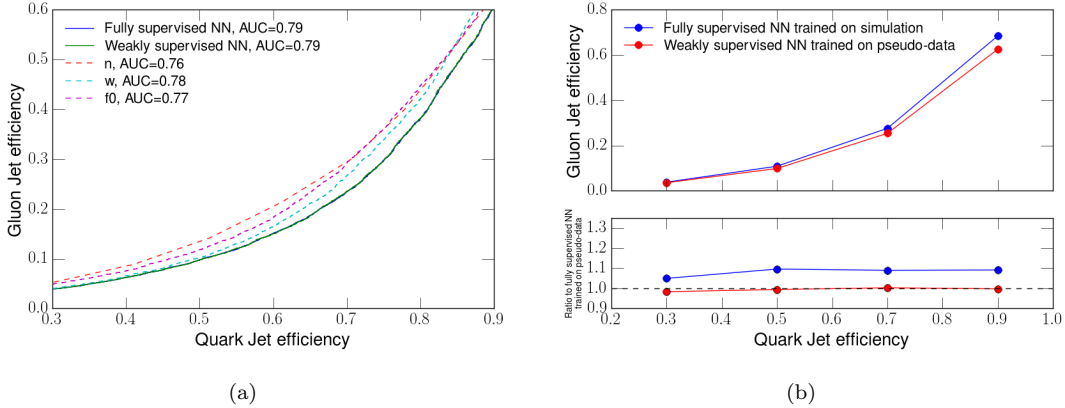 0.6
0.5
0.4
0.3
0.2
0.1
0.0
Gluon Jet efficiency
Fully supervised NN, AUC=0.79
Weakly supervised NN, AUC=0.79
n, AUC=0.76
w, AUC=0.78
f0, AUC=0.77
0.3 0.4 0.5 0.6 0.7 0.8 0.9
Quark Jet efficiency
(a)
0.8
0.6
0.4
0.2
0.0
Gluon Jet efficiency
Fully supervised NN trained on simulation
Weakly supervised NN trained on pseudo-data
1.3
1.2
1.1
1.0
0.9
Ratio to fully supervised NN
trained on pseudo-data
0.2 0.3 0.4 0.5 0.6 0.7 0.8 0.9 1.0
Quark Jet efficiency
(b)